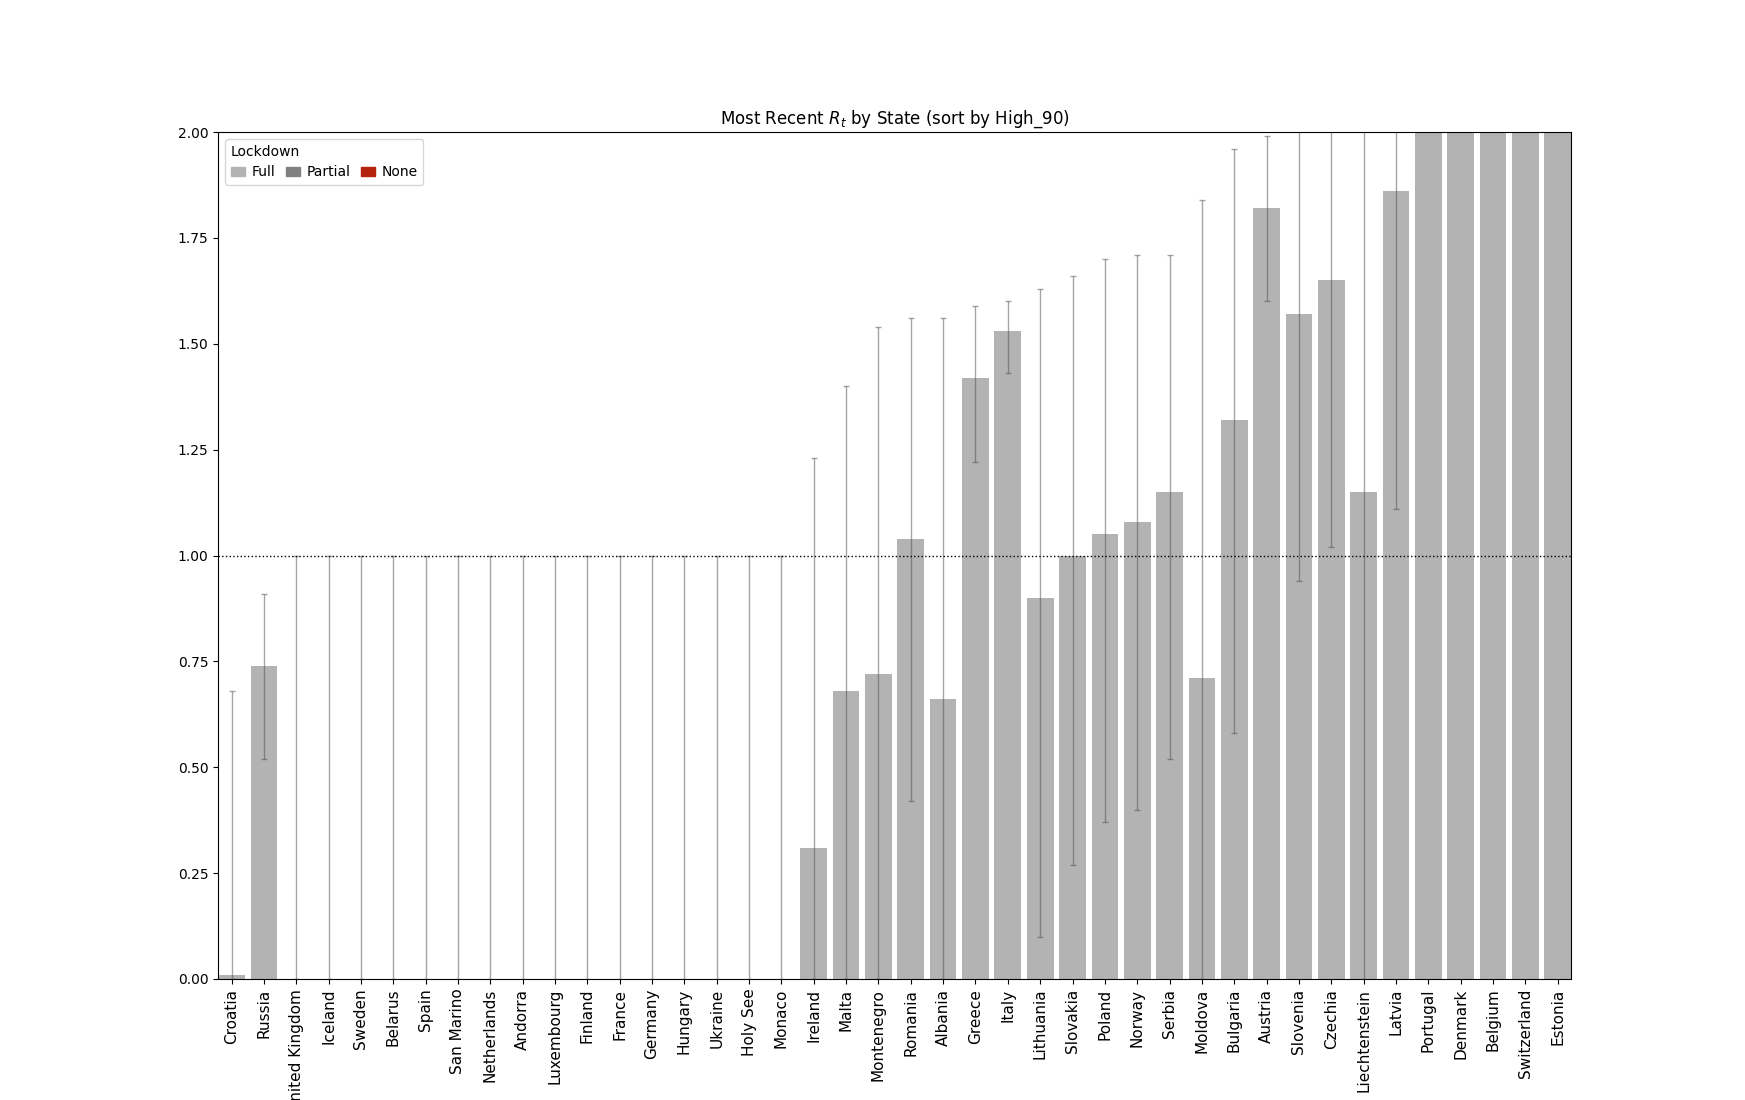 Most Recent R_t by State (sort by High_90)
Lockdown
Full Partial None
2.00
1.75
1.50
1.25
1.00
0.75
0.50
0.25
0.00
Croatia
Russia
nited Kingdom
Iceland
Sweden
Belarus
Spain
San Marino
Netherlands
Andorra
Luxembourg
Finland
France
Germany
Hungary
Ukraine
Holy See
Monaco
Ireland
Malta
Montenegro
Romania
Albania
Greece
Italy
Lithuania
Slovakia
Poland
Norway
Serbia
Moldova
Bulgaria
Austria
Slovenia
Czechia
Liechtenstein
Latvia
Portugal
Denmark
Belgium
Switzerland
Estonia